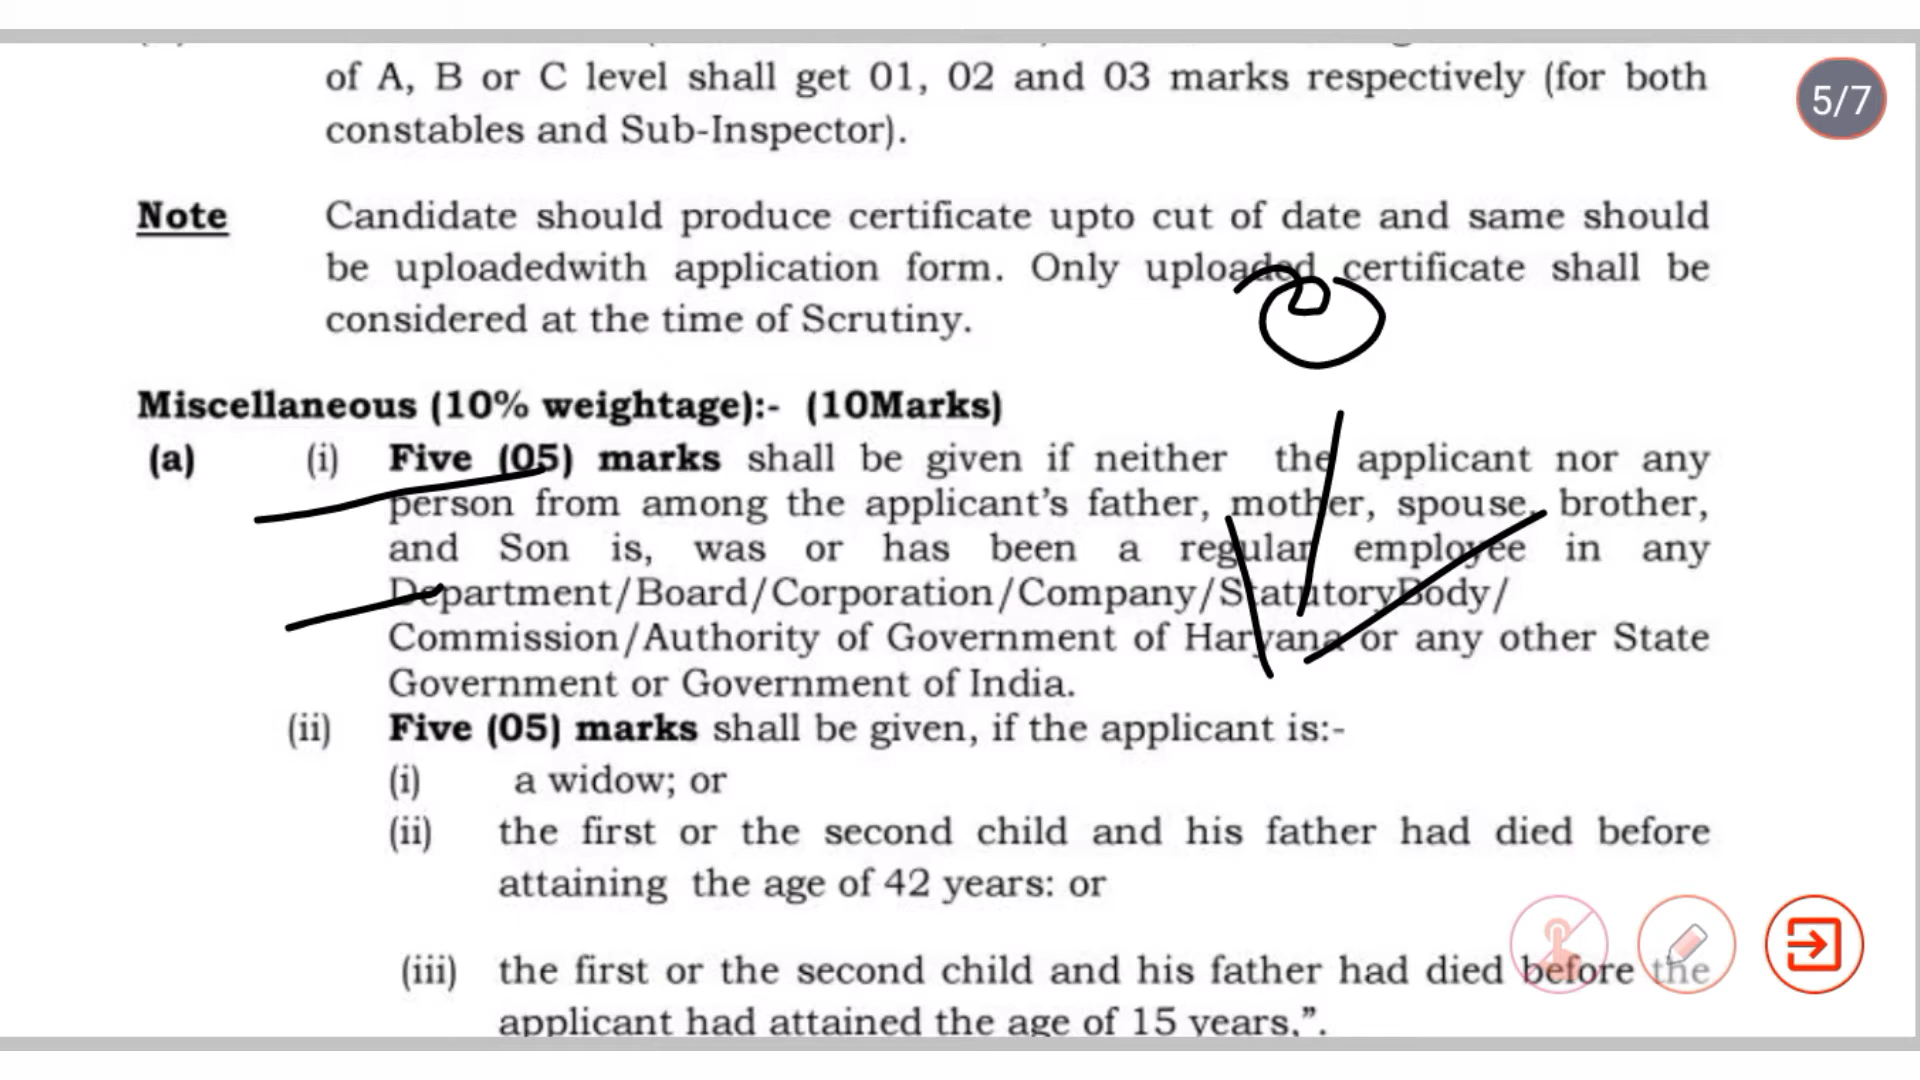 of A, B or C level shall get 01, 02 and 03 marks respectively (for both
constables and Sub-Inspector).
5/7
Note Candidate should produce certificate upto cut of date and same should
be uploadedwith application form. Only uploaded certificate shall be
considered at the time of Scrutiny.
Miscellaneous (10% weightage):- (10Marks)
(a) (i) Five (05) marks shall be given if neither the applicant nor any
person from among the applicant's father, mother, spouse, brother,
and Son is, was or has been a regular employee in any
Department/Board/Corporation/Company/StatutoryBody/
Commission/Authority of Government of Haryana or any other State
Government or Government of India.
(ii) Five (05) marks shall be given, if the applicant is:-
(i) a widow; or
(ii) the first or the second child and his father had died before
attaining the age of 42 years: or
(iii) the first or the second child and his father had died before the
applicant had attained the age of 15 years,”.